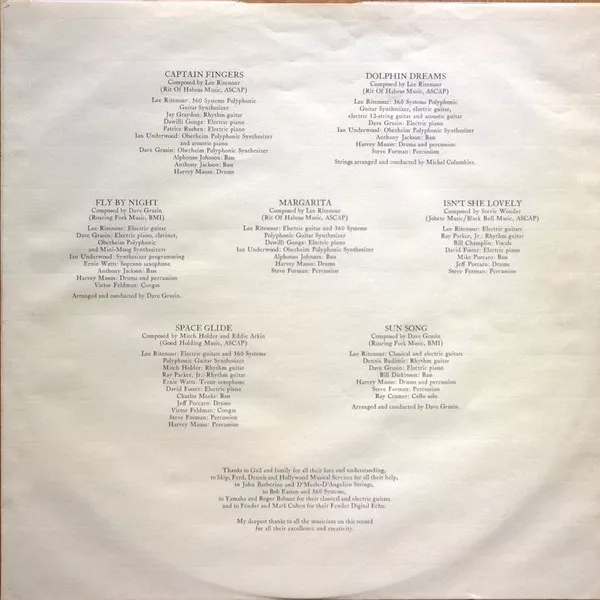 CAPTAIN FINGERS
Composed by Lee Ritenour
(Rit Of Habeas Music, ASCAP)
Lee Ritenour: 360 Systems Polyphonic
Guitar Synthesizer
Jay Graydon: Rhythm guitar
Dawilli Gonga: Electric piano
Patrice Rushen: Electric piano
Ian Underwood: Oberheim Polyphonic Synthesizer
and acoustic piano
Dave Grusin: Oberheim Polyphonic Synthesizer
Alphonso Johnson: Bass
Anthony Jackson: Bass
Harvey Mason: Drums
DOLPHIN DREAMS
Composed by Lee Ritenour
(Rit Of Habeas Music, ASCAP)
Lee Ritenour: 360 Systems Polyphonic
Guitar Synthesizer, electric guitar,
electric 12-string guitar and acoustic guitar
Dave Grusin: Electric piano
Ian Underwood: Oberheim Polyphonic Synthesizer
Anthony Jackson: Bass
Harvey Mason: Drums and percussion
Steve Forman: Percussion
Strings arranged and conducted by Michel Colombier.
FLY BY NIGHT
Composed by Dave Grusin
(Roaring Fork Music, BMI)
Lee Ritenour: Electric guitar
Dave Grusin: Electric piano, clarinet,
Oberheim Polyphonic
and Mini-Moog Synthesizers
Ian Underwood: Synthesizer programming
Ernie Watts: Soprano saxophone
Anthony Jackson: Bass
Harvey Mason: Drums and percussion
Victor Feldman: Congas
Arranged and conducted by Dave Grusin.
MARGARITA
Composed by Lee Ritenour
(Rit Of Habeas Music, ASCAP)
Lee Ritenour: Electric guitar and 360 Systems
Polyphonic Guitar Synthesizer
Dawilli Gonga: Electric piano
Ian Underwood: Oberheim Polyphonic Synthesizer
Alphonso Johnson: Bass
Harvey Mason: Drums
Steve Forman: Percussion
ISN'T SHE LOVELY
Composed by Stevie Wonder
(Jobete Music/Black Bull Music, ASCAP)
Lee Ritenour: Electric guitars
Ray Parker, Jr.: Rhythm guitar
Bill Champlin: Vocals
David Foster: Electric piano
Mike Porcaro: Bass
Jeff Porcaro: Drums
Steve Forman: Percussion
SPACE GLIDE
Composed by Mitch Holder and Eddie Arkin
(Good Holding Music, ASCAP)
Lee Ritenour: Electric guitars and 360 Systems
Polyphonic Guitar Synthesizer
Mitch Holder: Rhythm guitar
Ray Parker, Jr.: Rhythm guitar
Ernie Watts: Tenor saxophone
David Foster: Electric piano
Charles Meeks: Bass
Jeff Porcaro: Drums
Victor Feldman: Congas
Steve Forman: Percussion
Harvey Mason: Percussion
SUN SONG
Composed by Dave Grusin
(Roaring Fork Music, BMI)
Lee Ritenour: Classical and electric guitars
Dennis Budimir: Rhythm guitar
Dave Grusin: Electric piano
Bill Dickinson: Bass
Harvey Mason: Drums and percussion
Steve Forman: Percussion
Ray Cramer: Cello solo
Arranged and conducted by Dave Grusin.
Thanks to Gail and family for all their love and understanding,
to Skip, Ferd, Dennis and Hollywood Musical Services for all their help,
to John Barberino and D'Merle-D'Angelico Strings,
to Bob Easton and 360 Systems,
to Yamaha and Roger Balmer for their classical and electric guitars
and to Fender and Mark Cohen for their Fender Digital Echo.
My deepest thanks to all the musicians on this record
for all their excellence and creativity.